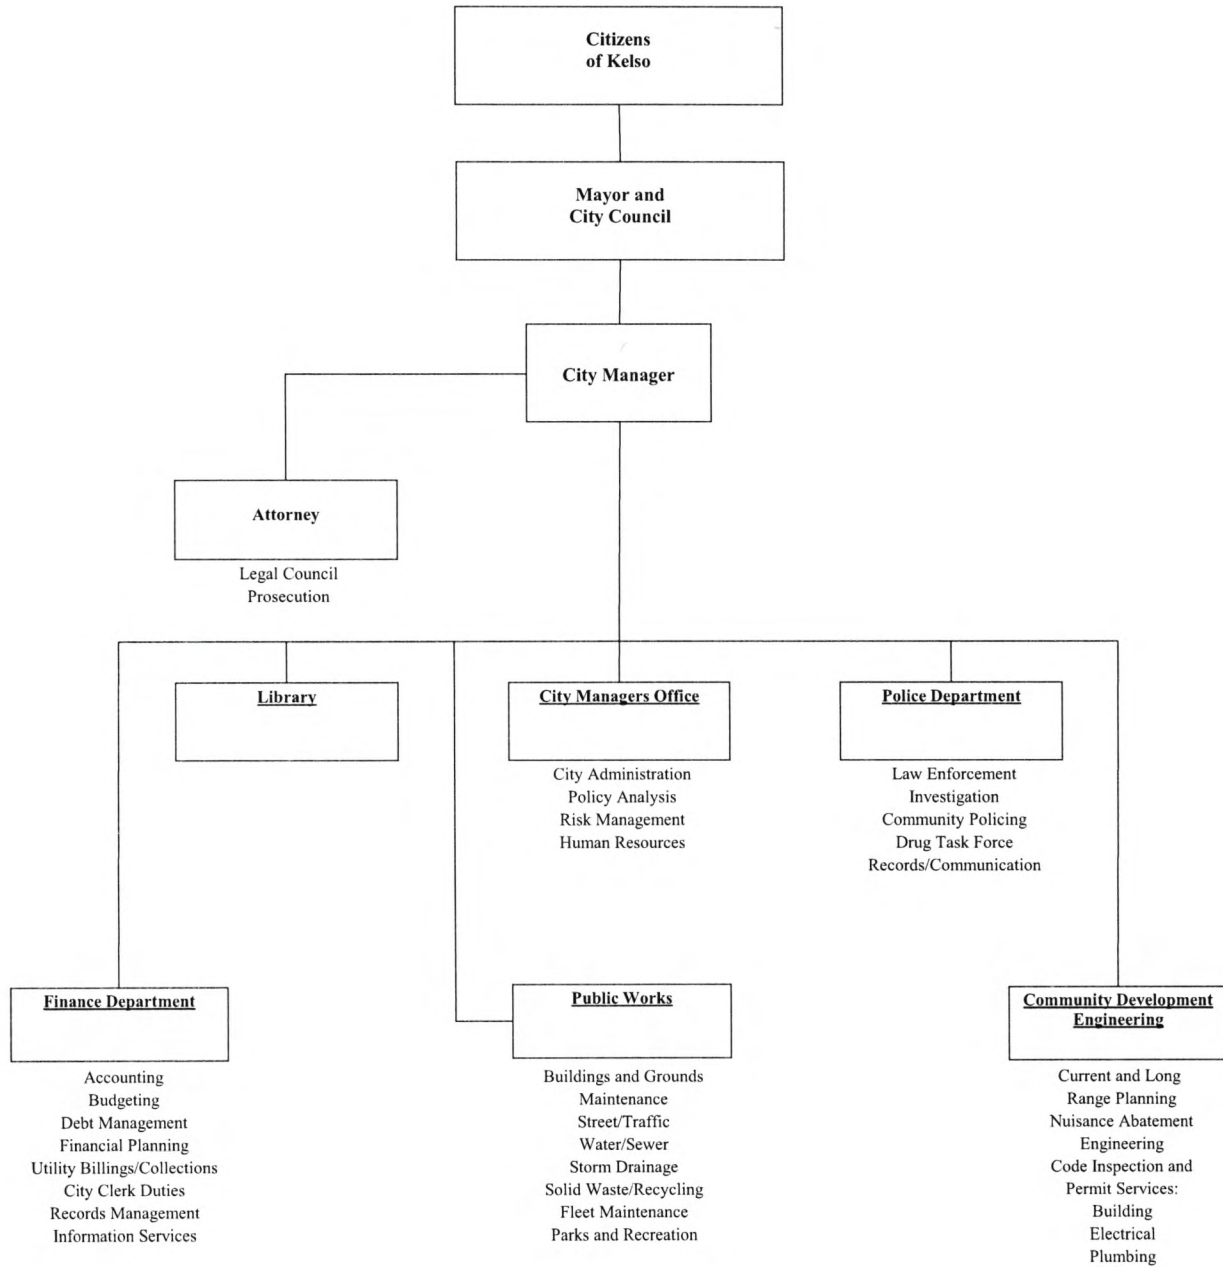 Citizens
of Kelso
Mayor and
City Council
City Manager
Attorney
Legal Council
Prosecution
Library
City Managers Office
City Administration
Policy Analysis
Risk Management
Human Resources
Police Department
Law Enforcement
Investigation
Community Policing
Drug Task Force
Records/Communication
Finance Department
Accounting
Budgeting
Debt Management
Financial Planning
Utility Billings/Collections
City Clerk Duties
Records Management
Information Services
Public Works
Buildings and Grounds
Maintenance
Street/Traffic
Water/Sewer
Storm Drainage
Solid Waste/Recycling
Fleet Maintenance
Parks and Recreation
Community Development
Engineering
Current and Long
Range Planning
Nuisance Abatement
Engineering
Code Inspection and
Permit Services:
Building
Electrical
Plumbing